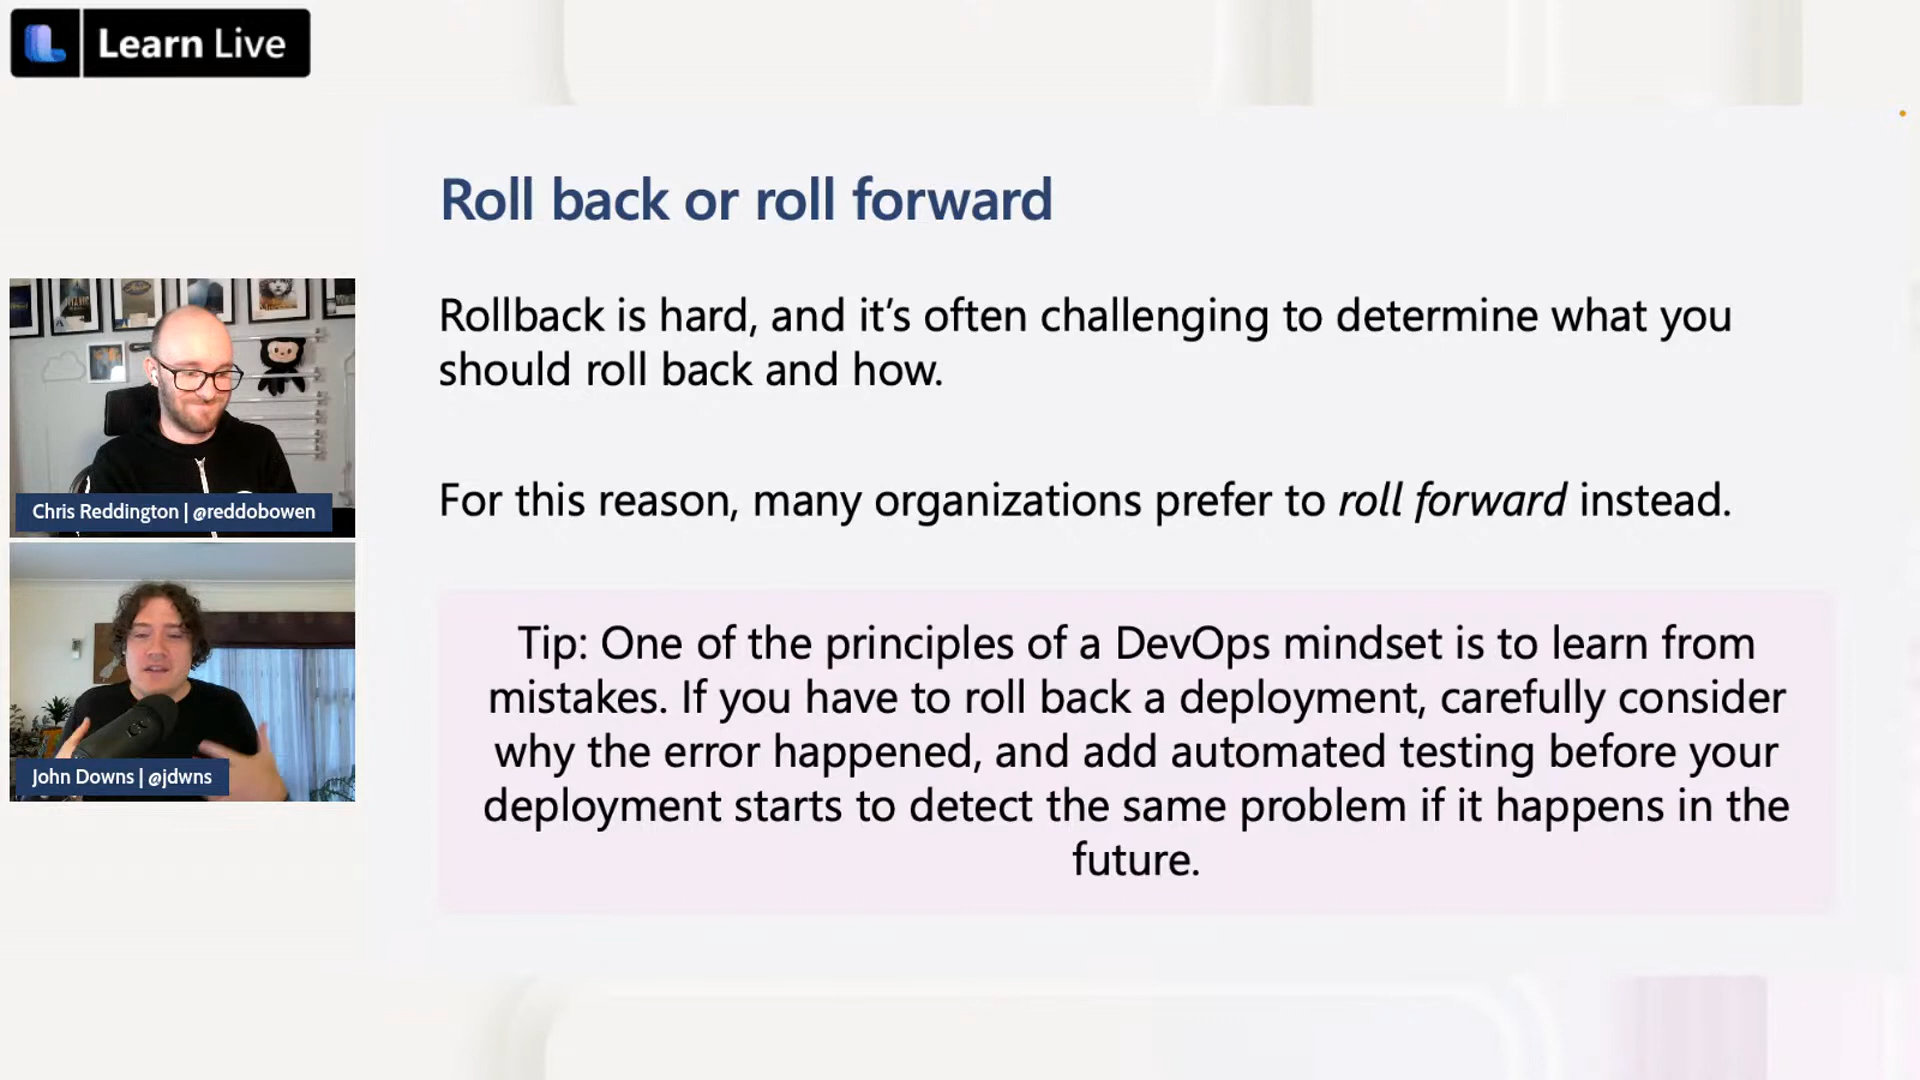 Learn Live
Roll back or roll forward
Rollback is hard, and it’s often challenging to determine what you
should roll back and how.
For this reason, many organizations prefer to roll forward instead.
Tip: One of the principles of a DevOps mindset is to learn from
mistakes. If you have to roll back a deployment, carefully consider
why the error happened, and add automated testing before your
deployment starts to detect the same problem if it happens in the
future.
Chris Reddington | @reddobowen
John Downs | @jdwns